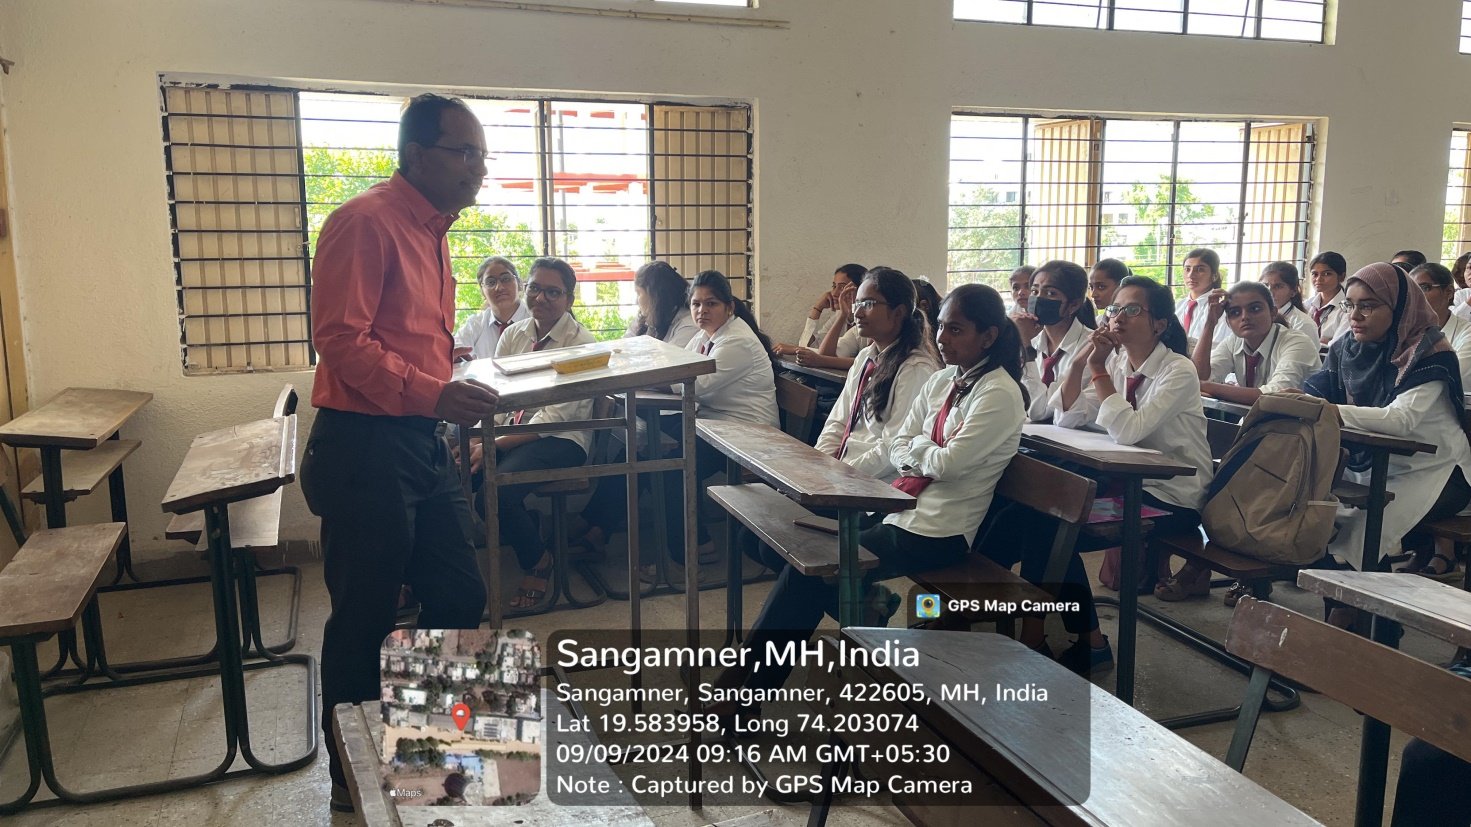 GPS Map Camera
Sangamner,MH,India
Sangamner, Sangamner, 422605, MH, India
Lat 19.583958, Long 74.203074
09/09/2024 09:16 AM GMT+05:30
Note : Captured by GPS Map Camera
Maps